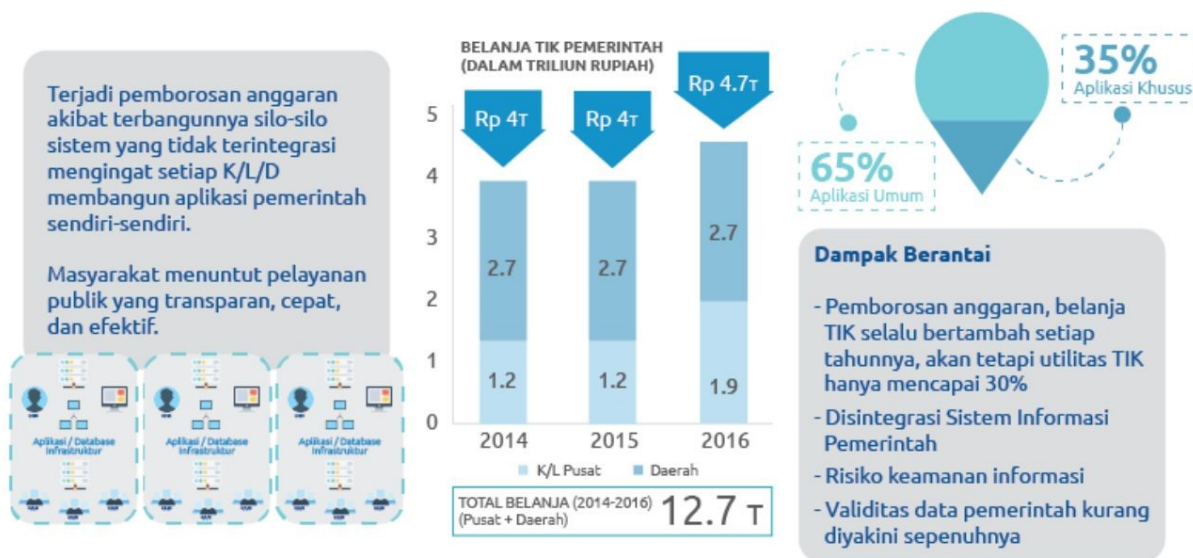 Terjadi pemborosan anggaran
akibat terbangunnya silo-silo
sistem yang tidak terintegrasi
mengingat setiap K/L/D
membangun aplikasi pemerintah
sendiri-sendiri.
Masyarakat menuntut pelayanan
publik yang transparan, cepat,
dan efektif.
Aplikasi / Database
Infrastruktur
Aplikasi / Database
Infrastruktur
Aplikasi / Database
Infrastruktur
BELANJA TIK PEMERINTAH
(DALAM TRILIUN RUPIAH)
Rp 4T
Rp 4T
Rp 4.7T
5
4
3
2
1
0
2.7
2.7
2.7
1.2
1.2
1.9
2014
2015
2016
K/L Pusat
Daerah
TOTAL BELANJA (2014-2016)
(Pusat + Daerah)
12.7 T
35%
Aplikasi Khusus
65%
Aplikasi Umum
Dampak Berantai
- Pemborosan anggaran, belanja
TIK selalu bertambah setiap
tahunnya, akan tetapi utilitas TIK
hanya mencapai 30%
- Disintegrasi Sistem Informasi
Pemerintah
- Risiko keamanan informasi
- Validitas data pemerintah kurang
diyakini sepenuhnya